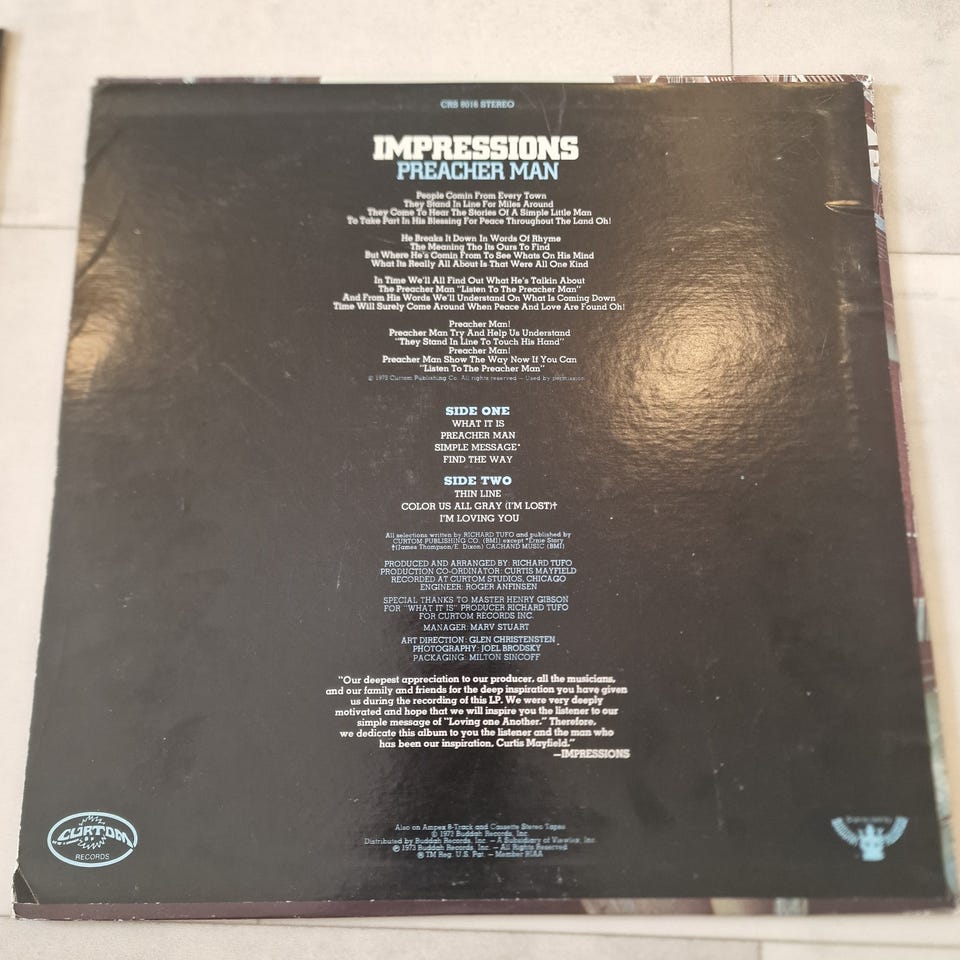 CRS 8016 STEREO
IMPRESSIONS
PREACHER MAN
People Comin From Every Town
They Stand In Line For Miles Around
They Come To Hear The Stories Of A Simple Little Man
To Take Part In His Blessing For Peace Throughout The Land Oh!
He Breaks It Down In Words Of Rhyme
The Meaning Tho Its Ours To Find
But Where He's Comin From To See Whats On His Mind
What Its Really All About Is That Were All One Kind
In Time We'll All Find Out What He's Talkin About
The Preacher Man "Listen To The Preacher Man"
And From His Words We'll Understand On What Is Coming Down
Time Will Surely Come Around When Peace And Love Are Found Oh!
Preacher Man!
Preacher Man Try And Help Us Understand
"They Stand In Line To Touch His Hand"
Preacher Man!
Preacher Man Show The Way Now If You Can
"Listen To The Preacher Man"
© 1973 Curtom Publishing Co. All rights reserved — Used by permission
SIDE ONE
WHAT IT IS
PREACHER MAN
SIMPLE MESSAGE*
FIND THE WAY
SIDE TWO
THIN LINE
COLOR US ALL GRAY (I'M LOST)†
I'M LOVING YOU
All selections written by RICHARD TUFO and published by
CURTOM PUBLISHING CO. (BMI) except *Ernie Story
†(James Thompson/E. Dixon) CACHAND MUSIC (BMI)
PRODUCED AND ARRANGED BY: RICHARD TUFO
PRODUCTION CO-ORDINATOR: CURTIS MAYFIELD
RECORDED AT CURTOM STUDIOS, CHICAGO
ENGINEER: ROGER ANFINSEN
SPECIAL THANKS TO MASTER HENRY GIBSON
FOR "WHAT IT IS" PRODUCER RICHARD TUFO
FOR CURTOM RECORDS INC.
MANAGER: MARV STUART
ART DIRECTION: GLEN CHRISTENSTEN
PHOTOGRAPHY: JOEL BRODSKY
PACKAGING: MILTON SINCOFF
"Our deepest appreciation to our producer, all the musicians,
and our family and friends for the deep inspiration you have given
us during the recording of this LP. We were very deeply
motivated and hope that we will inspire you the listener to our
simple message of "Loving one Another." Therefore,
we dedicate this album to you the listener and the man who
has been our inspiration, Curtis Mayfield."
—IMPRESSIONS
CURTOM
RECORDS
Also on Ampex 8-Track and Cassette Stereo Tapes
© 1973 Buddah Records, Inc.
Distributed by Buddah Records, Inc. — A Subsidiary of Viewlex, Inc.
℗ 1973 Buddah Records, Inc. — All Rights Reserved
® TM Reg. U.S. Pat. — Member RIAA